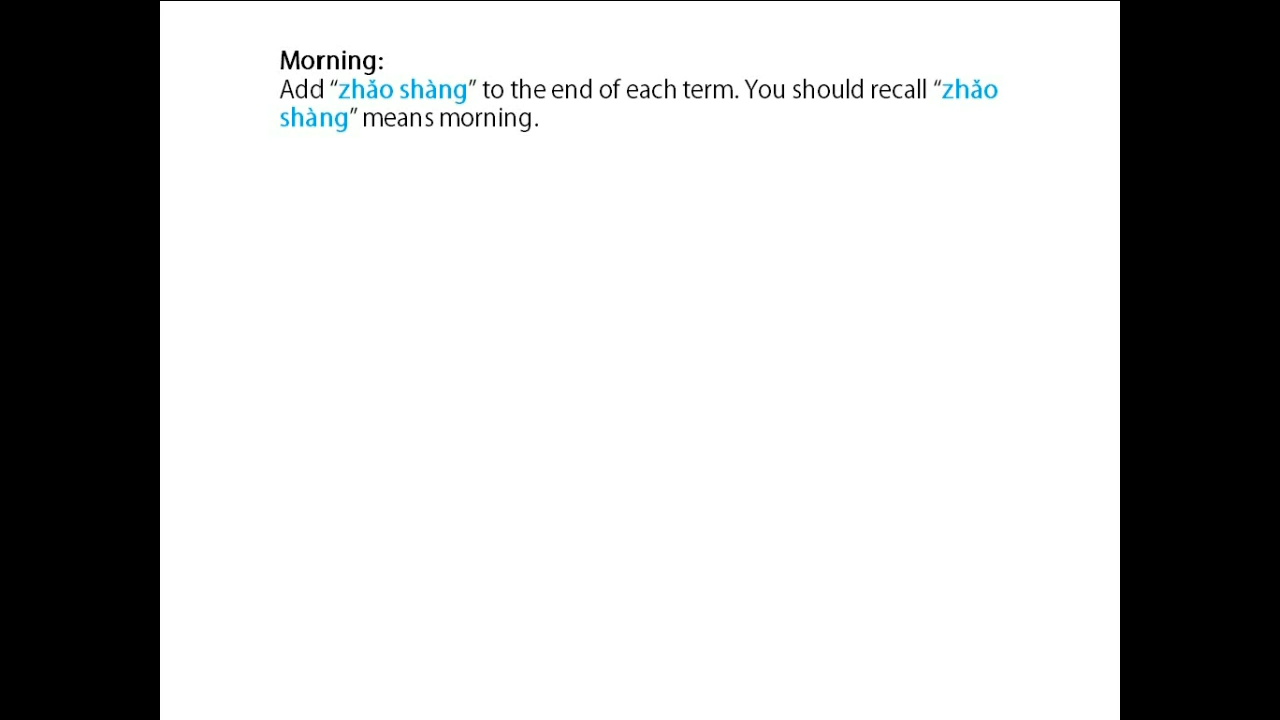 Morning:
Add “zhǎo shàng” to the end of each term. You should recall “zhǎo
shàng” means morning.